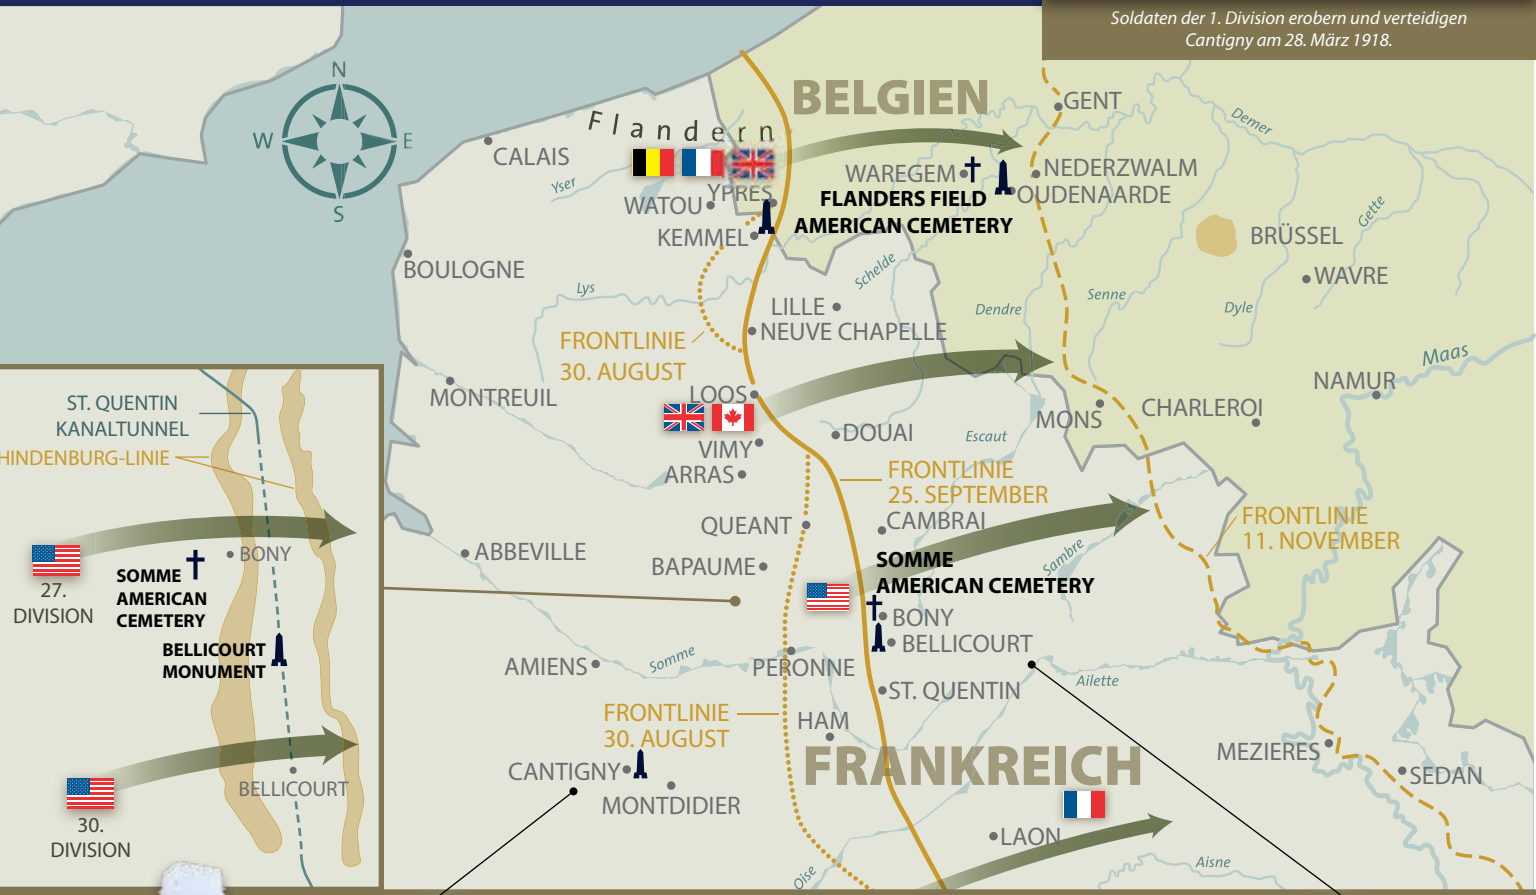 Soldaten der 1. Division erobern und verteidigen
Cantigny am 28. März 1918.
N
W
E
S
BELGIEN
Flandern
GENT
Demer
CALAIS
Yser
WAREGEM
NEDERZWALM
OUDENAARDE
YPRES
WATOU
FLANDERS FIELD
AMERICAN CEMETERY
KEMMEL
Gette
BRÜSSEL
BOULOGNE
Schelde
WAVRE
Lys
LILLE
Dendre
Senne
Dyle
NEUVE CHAPELLE
FRONTLINIE
30. AUGUST
Maas
NAMUR
MONTREUIL
LOOS
MONS
CHARLEROI
DOUAI
Escaut
VIMY
ARRAS
FRONTLINIE
25. SEPTEMBER
QUEANT
CAMBRAI
FRONTLINIE
11. NOVEMBER
ABBEVILLE
BAPAUME
SOMME
AMERICAN CEMETERY
Sambre
BONY
BELLICOURT
AMIENS
Somme
PERONNE
Ailette
ST. QUENTIN
FRONTLINIE
30. AUGUST
HAM
FRANKREICH
MEZIERES
SEDAN
CANTIGNY
MONTDIDIER
LAON
Oise
Aisne
ST. QUENTIN
KANALTUNNEL
HINDENBURG-LINIE
BONY
27.
DIVISION
SOMME
AMERICAN
CEMETERY
BELLICOURT
MONUMENT
BELLICOURT
30.
DIVISION